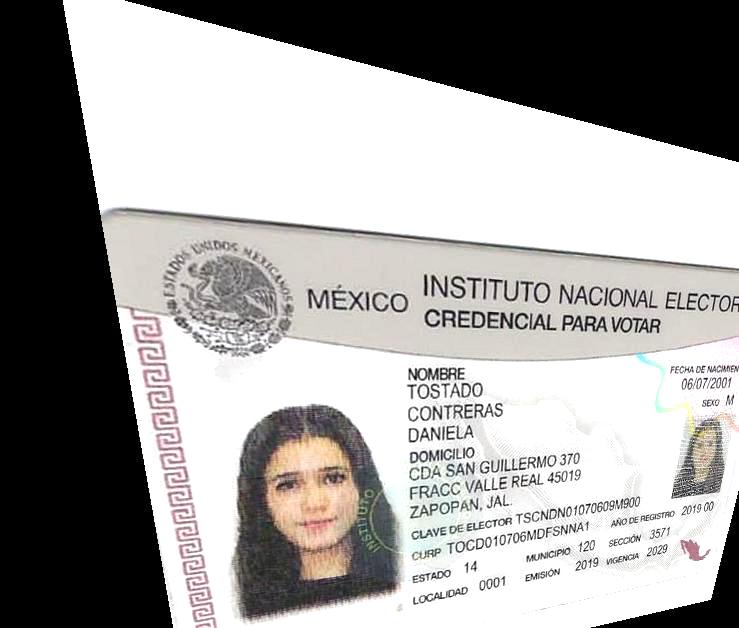 ESTADOS UNIDOS MEXICANOS
MÉXICO
INSTITUTO NACIONAL ELECTOR
CREDENCIAL PARA VOTAR
NOMBRE
TOSTADO
CONTRERAS
DANIELA
FECHA DE NACIMIEN
06/07/2001
SEXO M
DOMICILIO
CDA SAN GUILLERMO 370
FRACC VALLE REAL 45019
ZAPOPAN, JAL.
CLAVE DE ELECTOR TSCNDN01070609M900
CURP TOCD010706MDFSNNA1 AÑO DE REGISTRO 2019 00
ESTADO 14 MUNICIPIO 120 SECCIÓN 3571
LOCALIDAD 0001 EMISIÓN 2019 VIGENCIA 2029
INSTITUTO